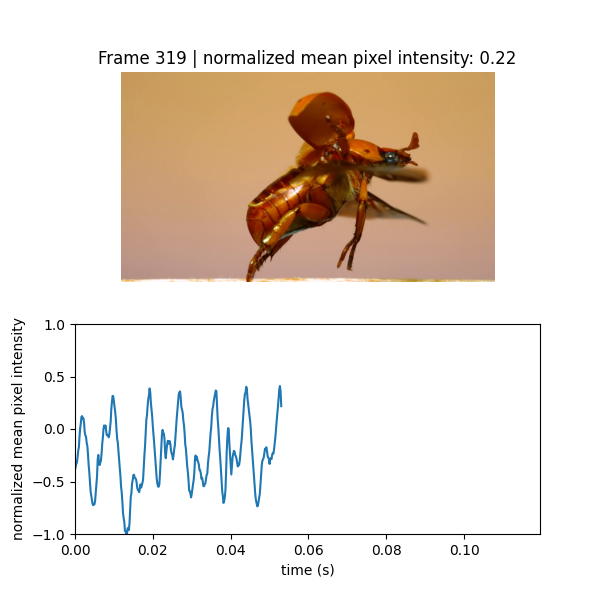 Frame 319 | normalized mean pixel intensity: 0.22
normalized mean pixel intensity
1.0
0.5
0.0
−0.5
−1.0
0.00 0.02 0.04 0.06 0.08 0.10
time (s)